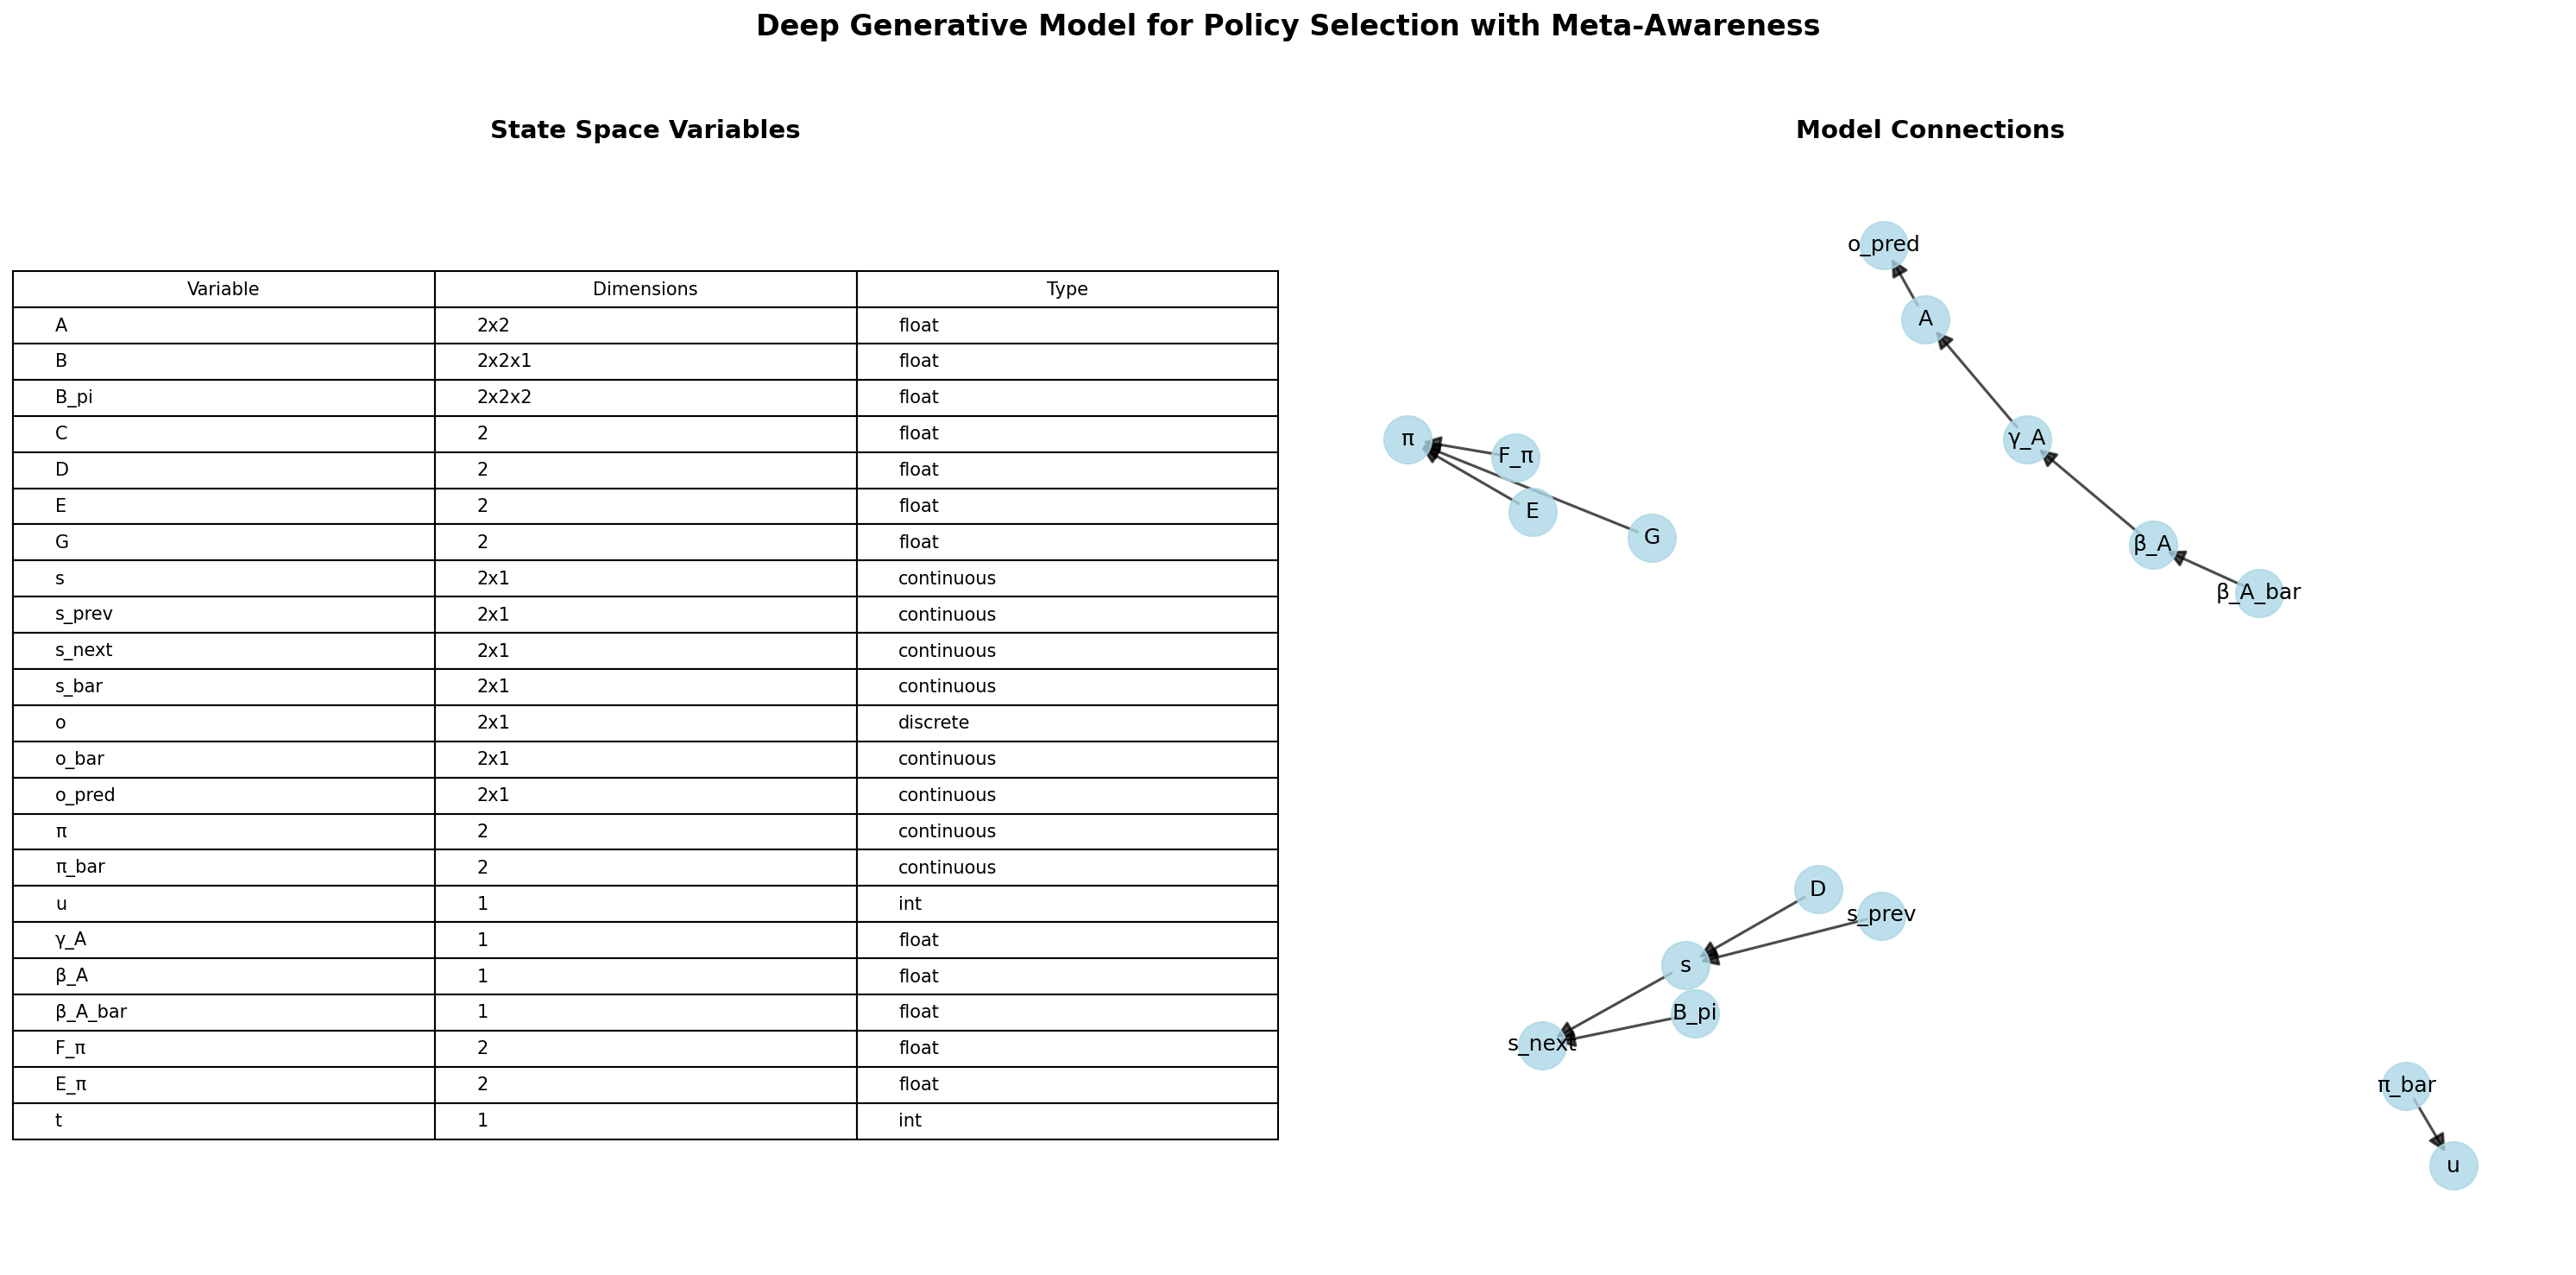 Deep Generative Model for Policy Selection with Meta-Awareness
State Space Variables
Variable Dimensions Type
A 2x2 float
B 2x2x1 float
B_pi 2x2x2 float
C 2 float
D 2 float
E 2 float
G 2 float
s 2x1 continuous
s_prev 2x1 continuous
s_next 2x1 continuous
s_bar 2x1 continuous
o 2x1 discrete
o_bar 2x1 continuous
o_pred 2x1 continuous
π 2 continuous
π_bar 2 continuous
u 1 int
γ_A 1 float
β_A 1 float
β_A_bar 1 float
F_π 2 float
E_π 2 float
t 1 int
Model Connections
o_pred
A
π
F_π
γ_A
E
G
β_A
β_A_bar
D
s_prev
s
B_pi
s_next
π_bar
u